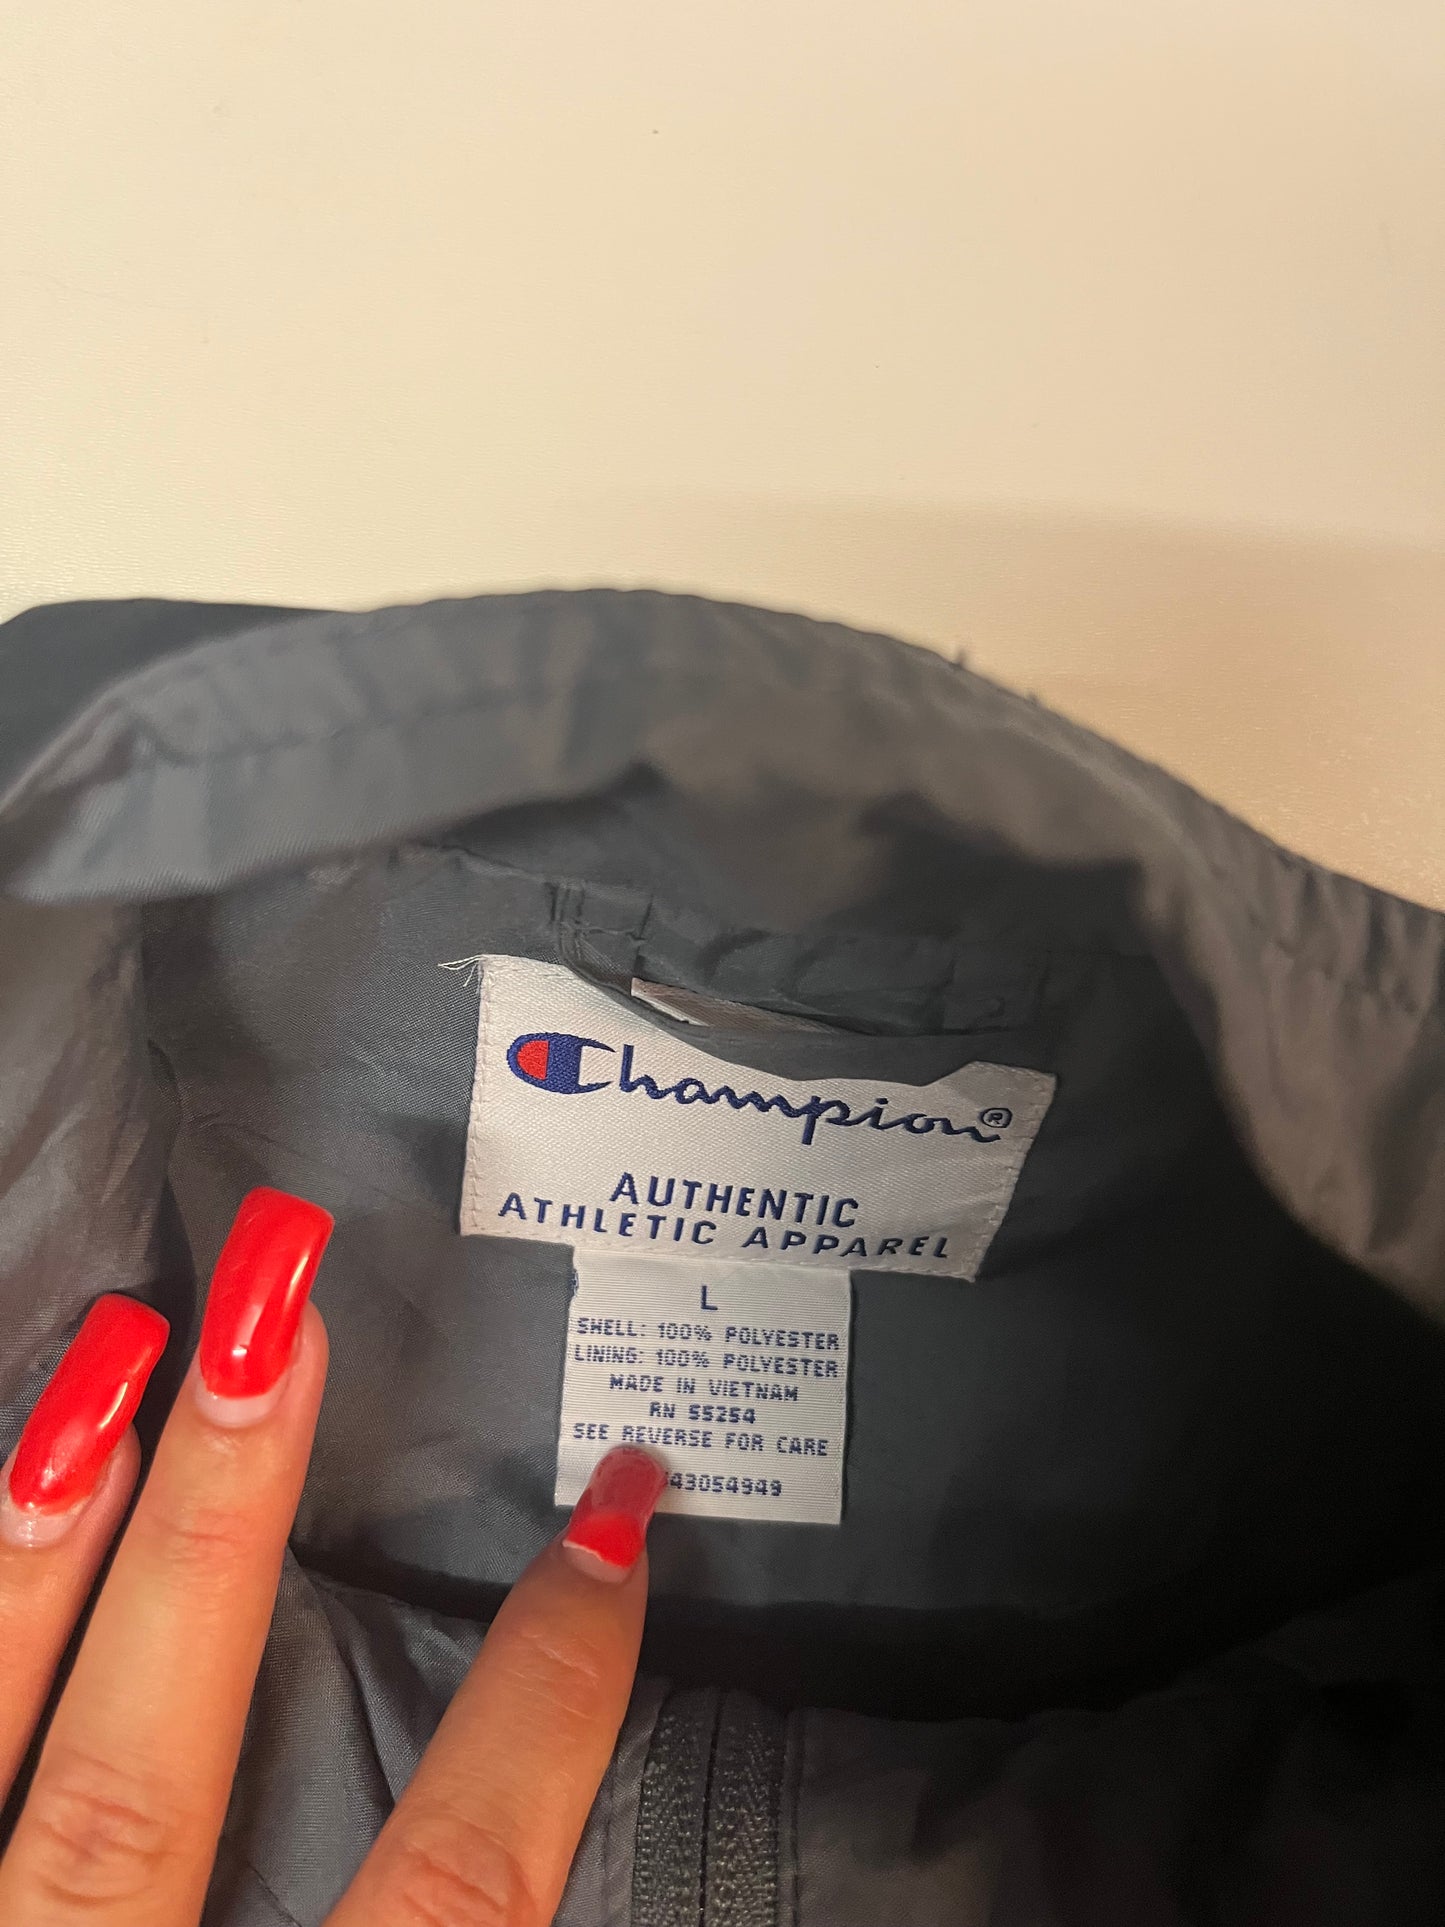 Champion®
AUTHENTIC
ATHLETIC APPAREL
L
SHELL: 100% POLYESTER
LINING: 100% POLYESTER
MADE IN VIETNAM
RN 55254
SEE REVERSE FOR CARE
43054949